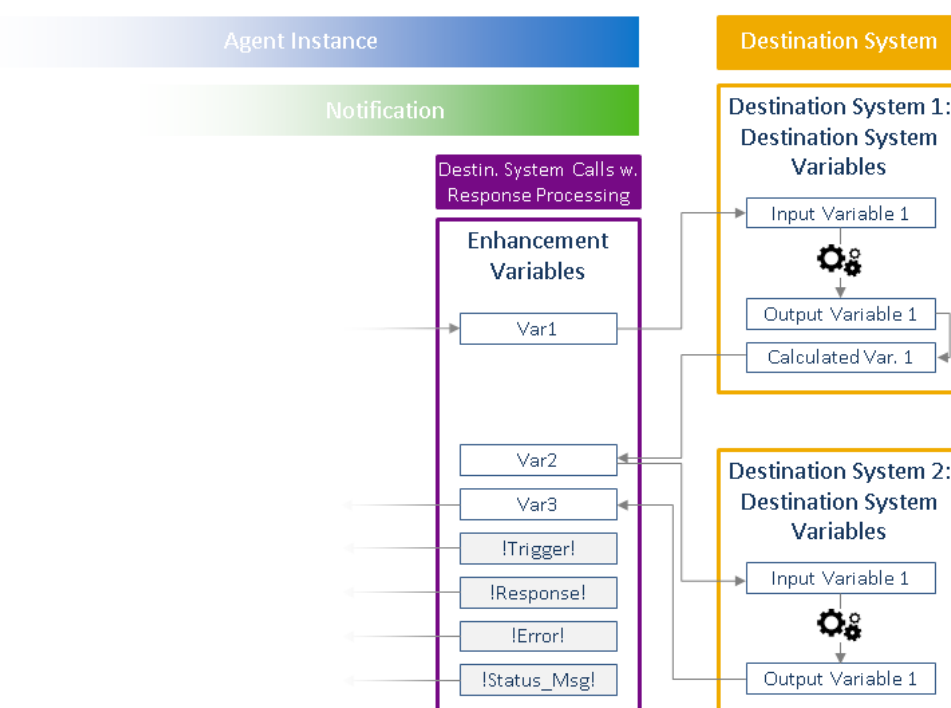 Agent Instance
Destination System
Notification
Destin. System Calls w.
Response Processing
Enhancement
Variables
Var1
Var2
Var3
!Trigger!
!Response!
!Error!
!Status_Msg!
Destination System 1:
Destination System
Variables
Input Variable 1
Output Variable 1
Calculated Var. 1
Destination System 2:
Destination System
Variables
Input Variable 1
Output Variable 1